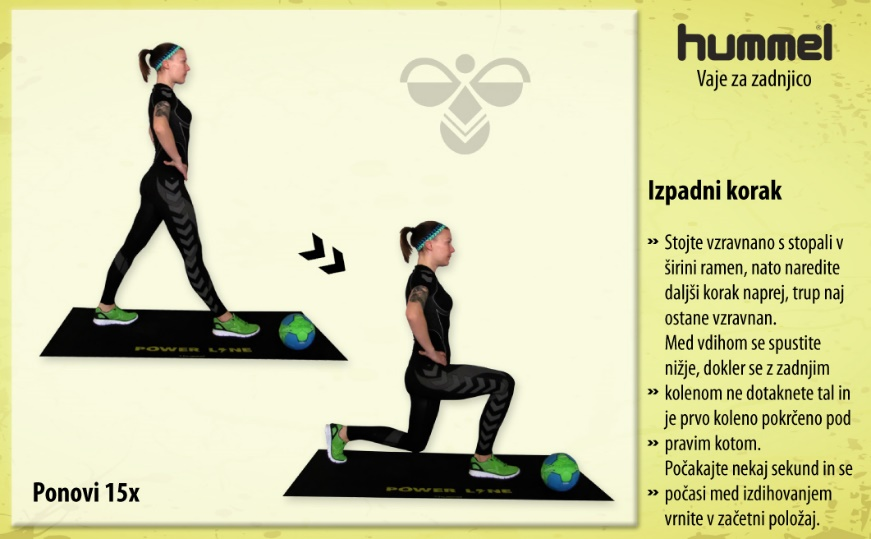 hummel
Vaje za zadnjico
Izpadni korak
» Stojte vzravnano s stopali v
širini ramen, nato naredite
daljši korak naprej, trup naj
ostane vzravnan.
Med vdihom se spustite
nižje, dokler se z zadnjim
» kolenom ne dotaknete tal in
je prvo koleno pokrčeno pod
» pravim kotom.
Počakajte nekaj sekund in se
» počasi med izdihovanjem
vrnite v začetni položaj.
POWER LINE
POWER LINE
Ponovi 15x